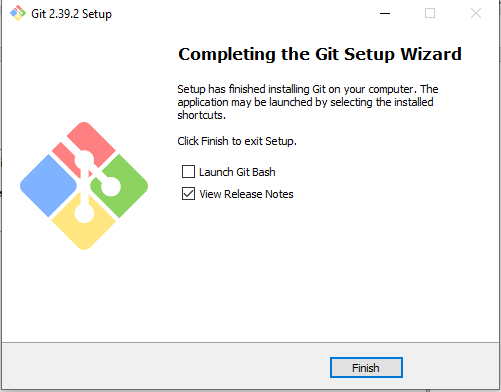 Git 2.39.2 Setup
Completing the Git Setup Wizard
Setup has finished installing Git on your computer. The
application may be launched by selecting the installed
shortcuts.
Click Finish to exit Setup.
Launch Git Bash
View Release Notes
Finish